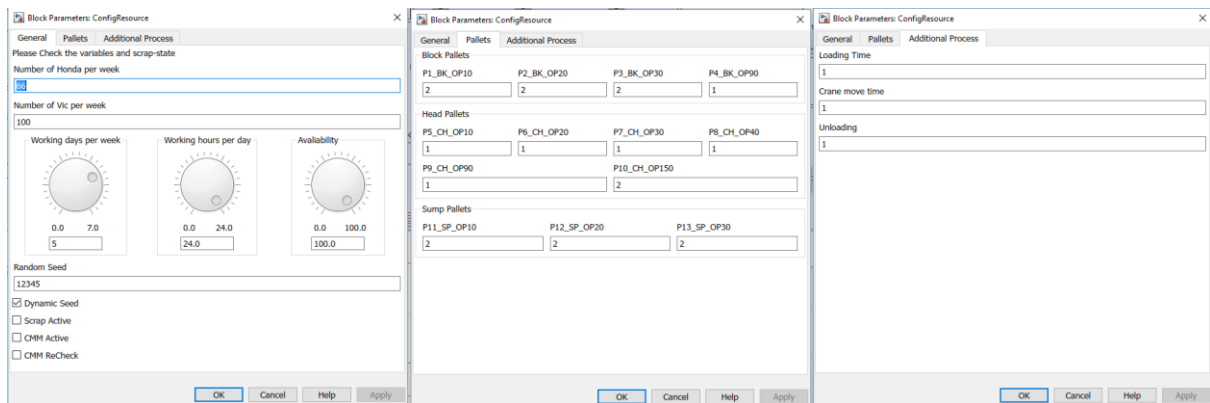 Block Parameters: ConfigResource
General Pallets Additional Process
Please Check the variables and scrap-state
Number of Honda per week
56
Number of Vic per week
100
Working days per week Working hours per day Avaliability
0.0 7.0 0.0 24.0 0.0 100.0
5 24.0 100.0
Random Seed
12345
Dynamic Seed
Scrap Active
CMM Active
CMM ReCheck
OK Cancel Help Apply
Block Parameters: ConfigResource
General Pallets Additional Process
Block Pallets
P1_BK_OP10 P2_BK_OP20 P3_BK_OP30 P4_BK_OP90
2 2 2 1
Head Pallets
P5_CH_OP10 P6_CH_OP20 P7_CH_OP30 P8_CH_OP40
1 1 1 1
P9_CH_OP90 P10_CH_OP150
1 2
Sump Pallets
P11_SP_OP10 P12_SP_OP20 P13_SP_OP30
2 2 2
OK Cancel Help Apply
Block Parameters: ConfigResource
General Pallets Additional Process
Loading Time
1
Crane move time
1
Unloading
1
OK Cancel Help Apply